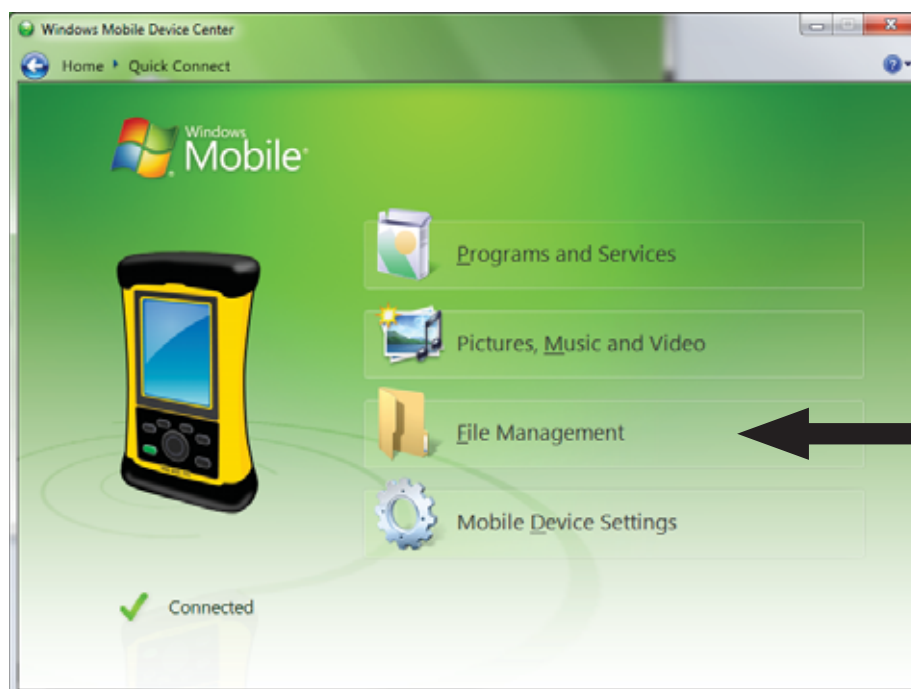 Windows Mobile Device Center
Home Quick Connect
Windows
Mobile
Programs and Services
Pictures, Music and Video
File Management
Mobile Device Settings
Connected